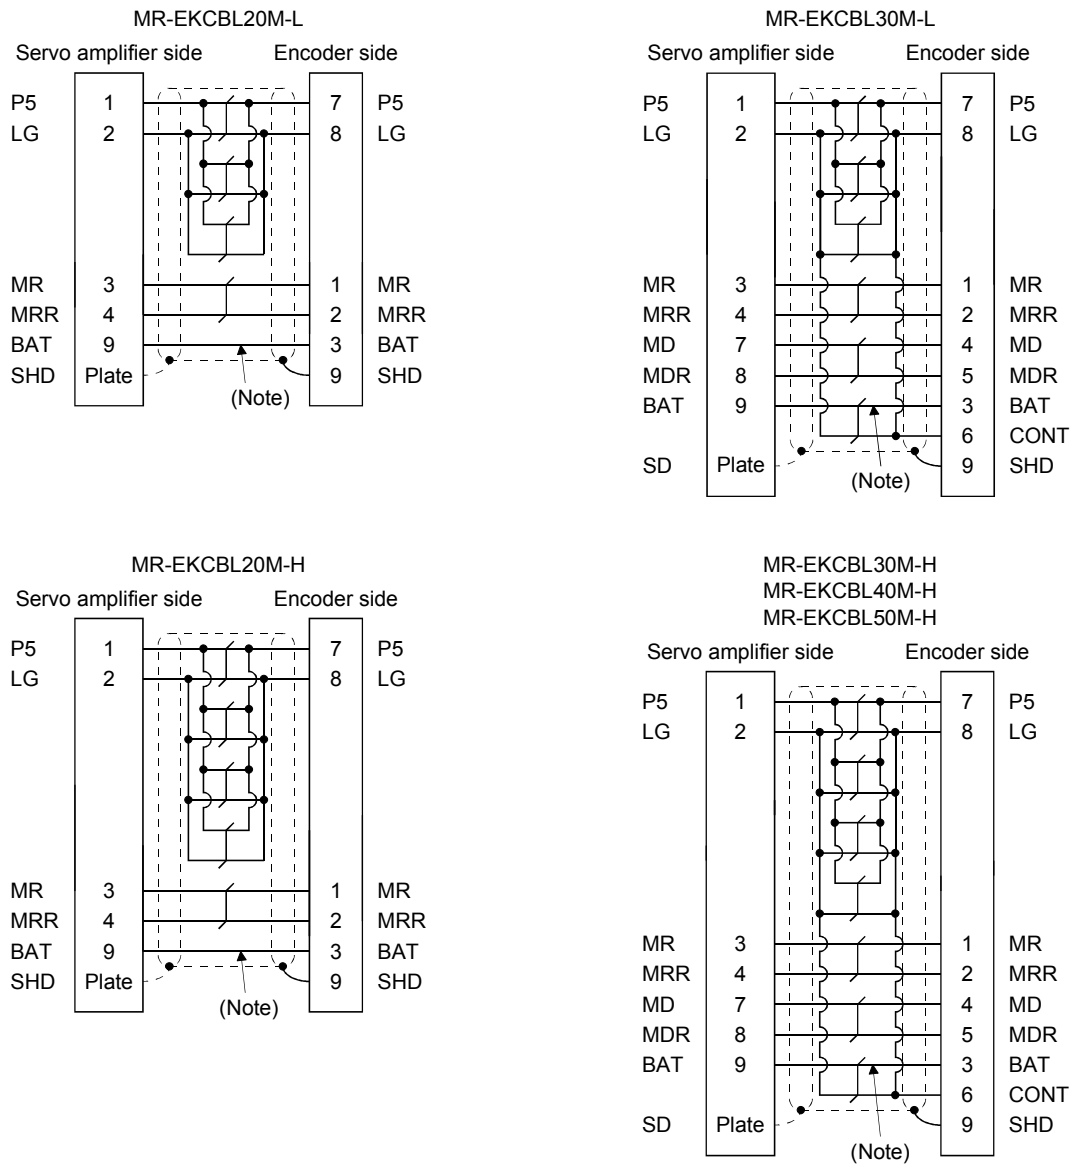 MR-EKCBL20M-L
Servo amplifier side Encoder side
P5 1 7 P5
LG 2 8 LG
MR 3 1 MR
MRR 4 2 MRR
BAT 9 3 BAT
SHD Plate 9 SHD
(Note)
MR-EKCBL30M-L
Servo amplifier side Encoder side
P5 1 7 P5
LG 2 8 LG
MR 3 1 MR
MRR 4 2 MRR
MD 7 4 MD
MDR 8 5 MDR
BAT 9 3 BAT
6 CONT
SD Plate 9 SHD
(Note)
MR-EKCBL20M-H
Servo amplifier side Encoder side
P5 1 7 P5
LG 2 8 LG
MR 3 1 MR
MRR 4 2 MRR
BAT 9 3 BAT
SHD Plate 9 SHD
(Note)
MR-EKCBL30M-H
MR-EKCBL40M-H
MR-EKCBL50M-H
Servo amplifier side Encoder side
P5 1 7 P5
LG 2 8 LG
MR 3 1 MR
MRR 4 2 MRR
MD 7 4 MD
MDR 8 5 MDR
BAT 9 3 BAT
6 CONT
SD Plate 9 SHD
(Note)